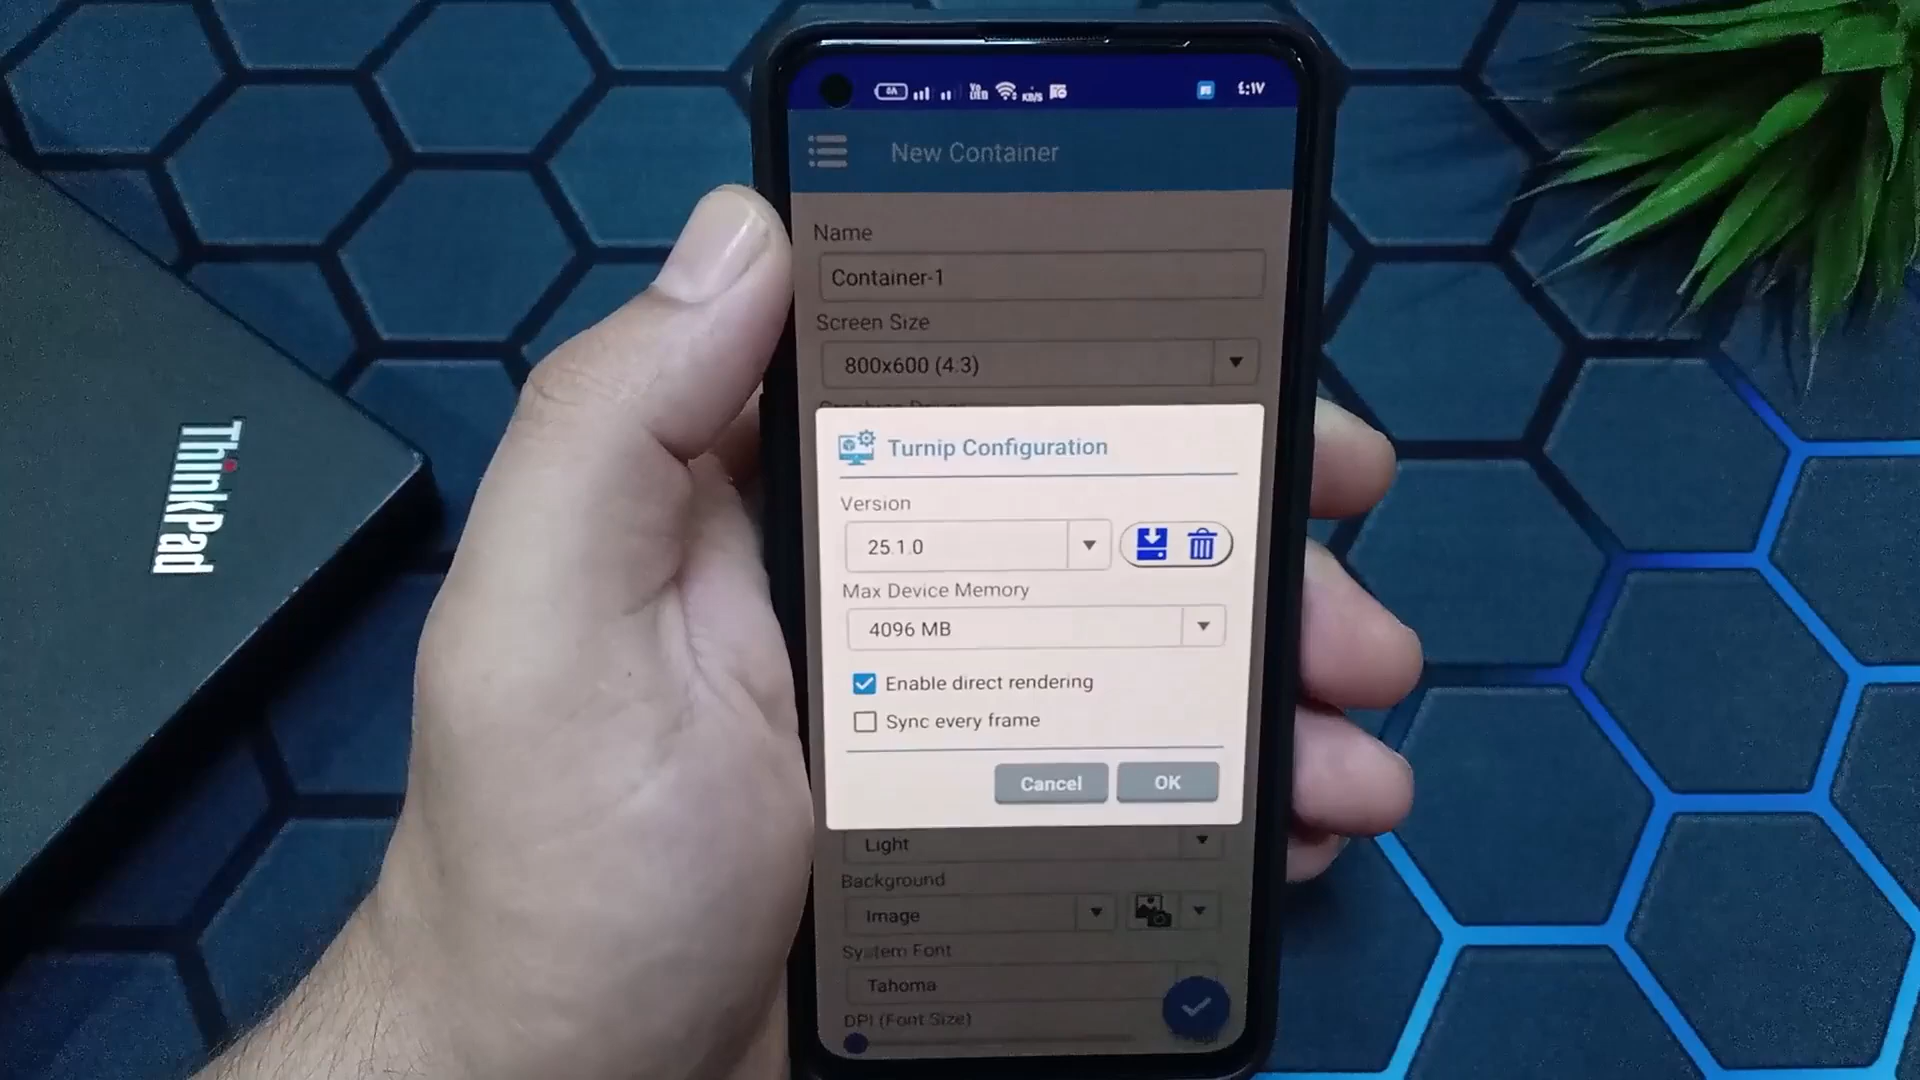 ThinkPad
٤:١٧
New Container
Name
Container-1
Screen Size
800x600 (4:3)
Turnip Configuration
Version
25.1.0
Max Device Memory
4096 MB
Enable direct rendering
Sync every frame
Cancel
OK
Light
Background
Image
System Font
Tahoma
DPI (Font Size)